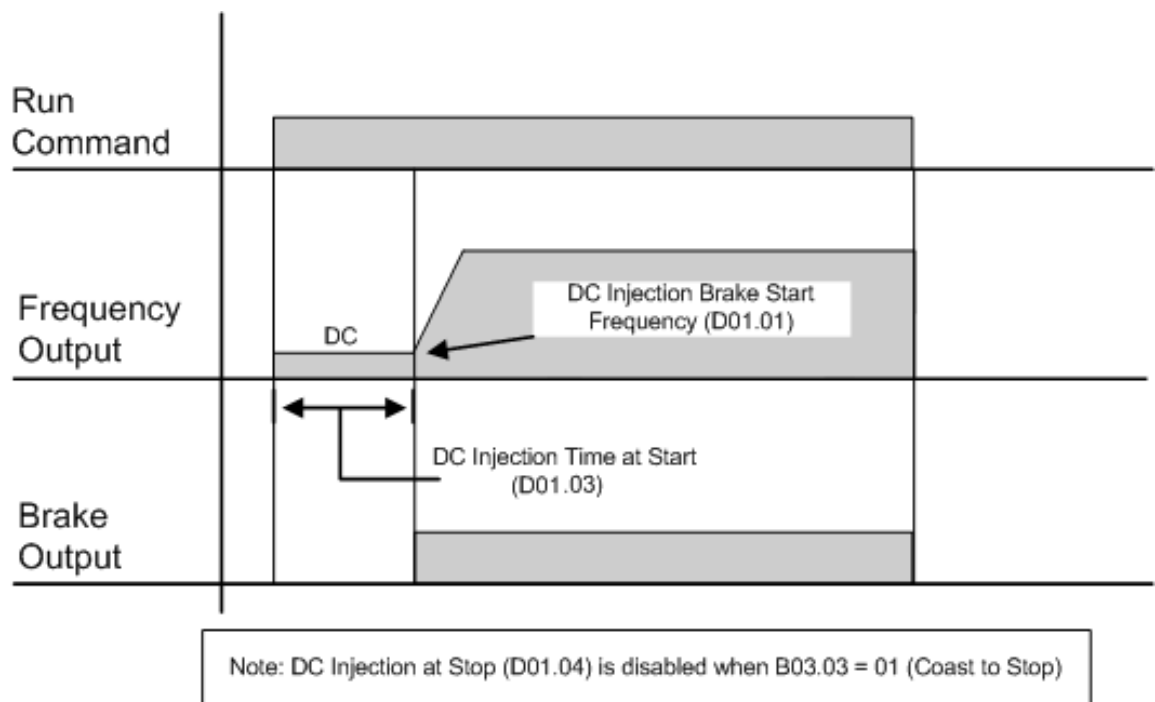 Run
Command
Frequency
Output
DC
DC Injection Brake Start
Frequency (D01.01)
DC Injection Time at Start
(D01.03)
Brake
Output
Note: DC Injection at Stop (D01.04) is disabled when B03.03 = 01 (Coast to Stop)